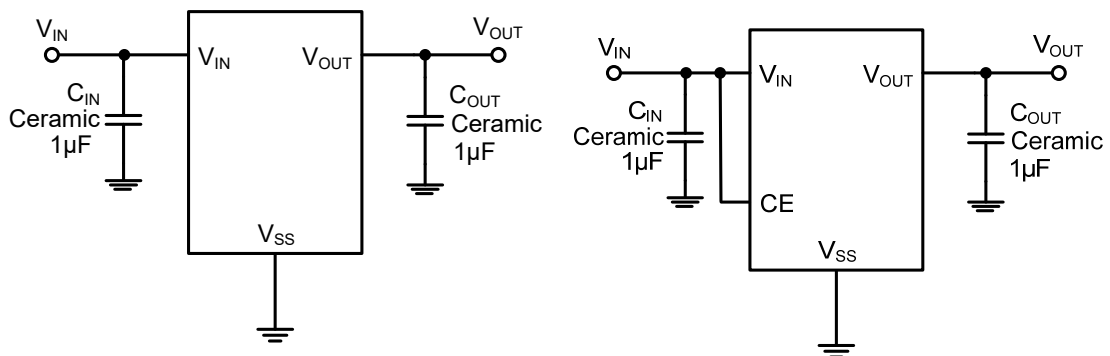 VIN
VIN
VOUT
VOUT
CIN
Ceramic
1µF
COUT
Ceramic
1µF
VSS
VIN
VIN
VOUT
VOUT
CIN
Ceramic
1µF
COUT
Ceramic
1µF
CE
VSS